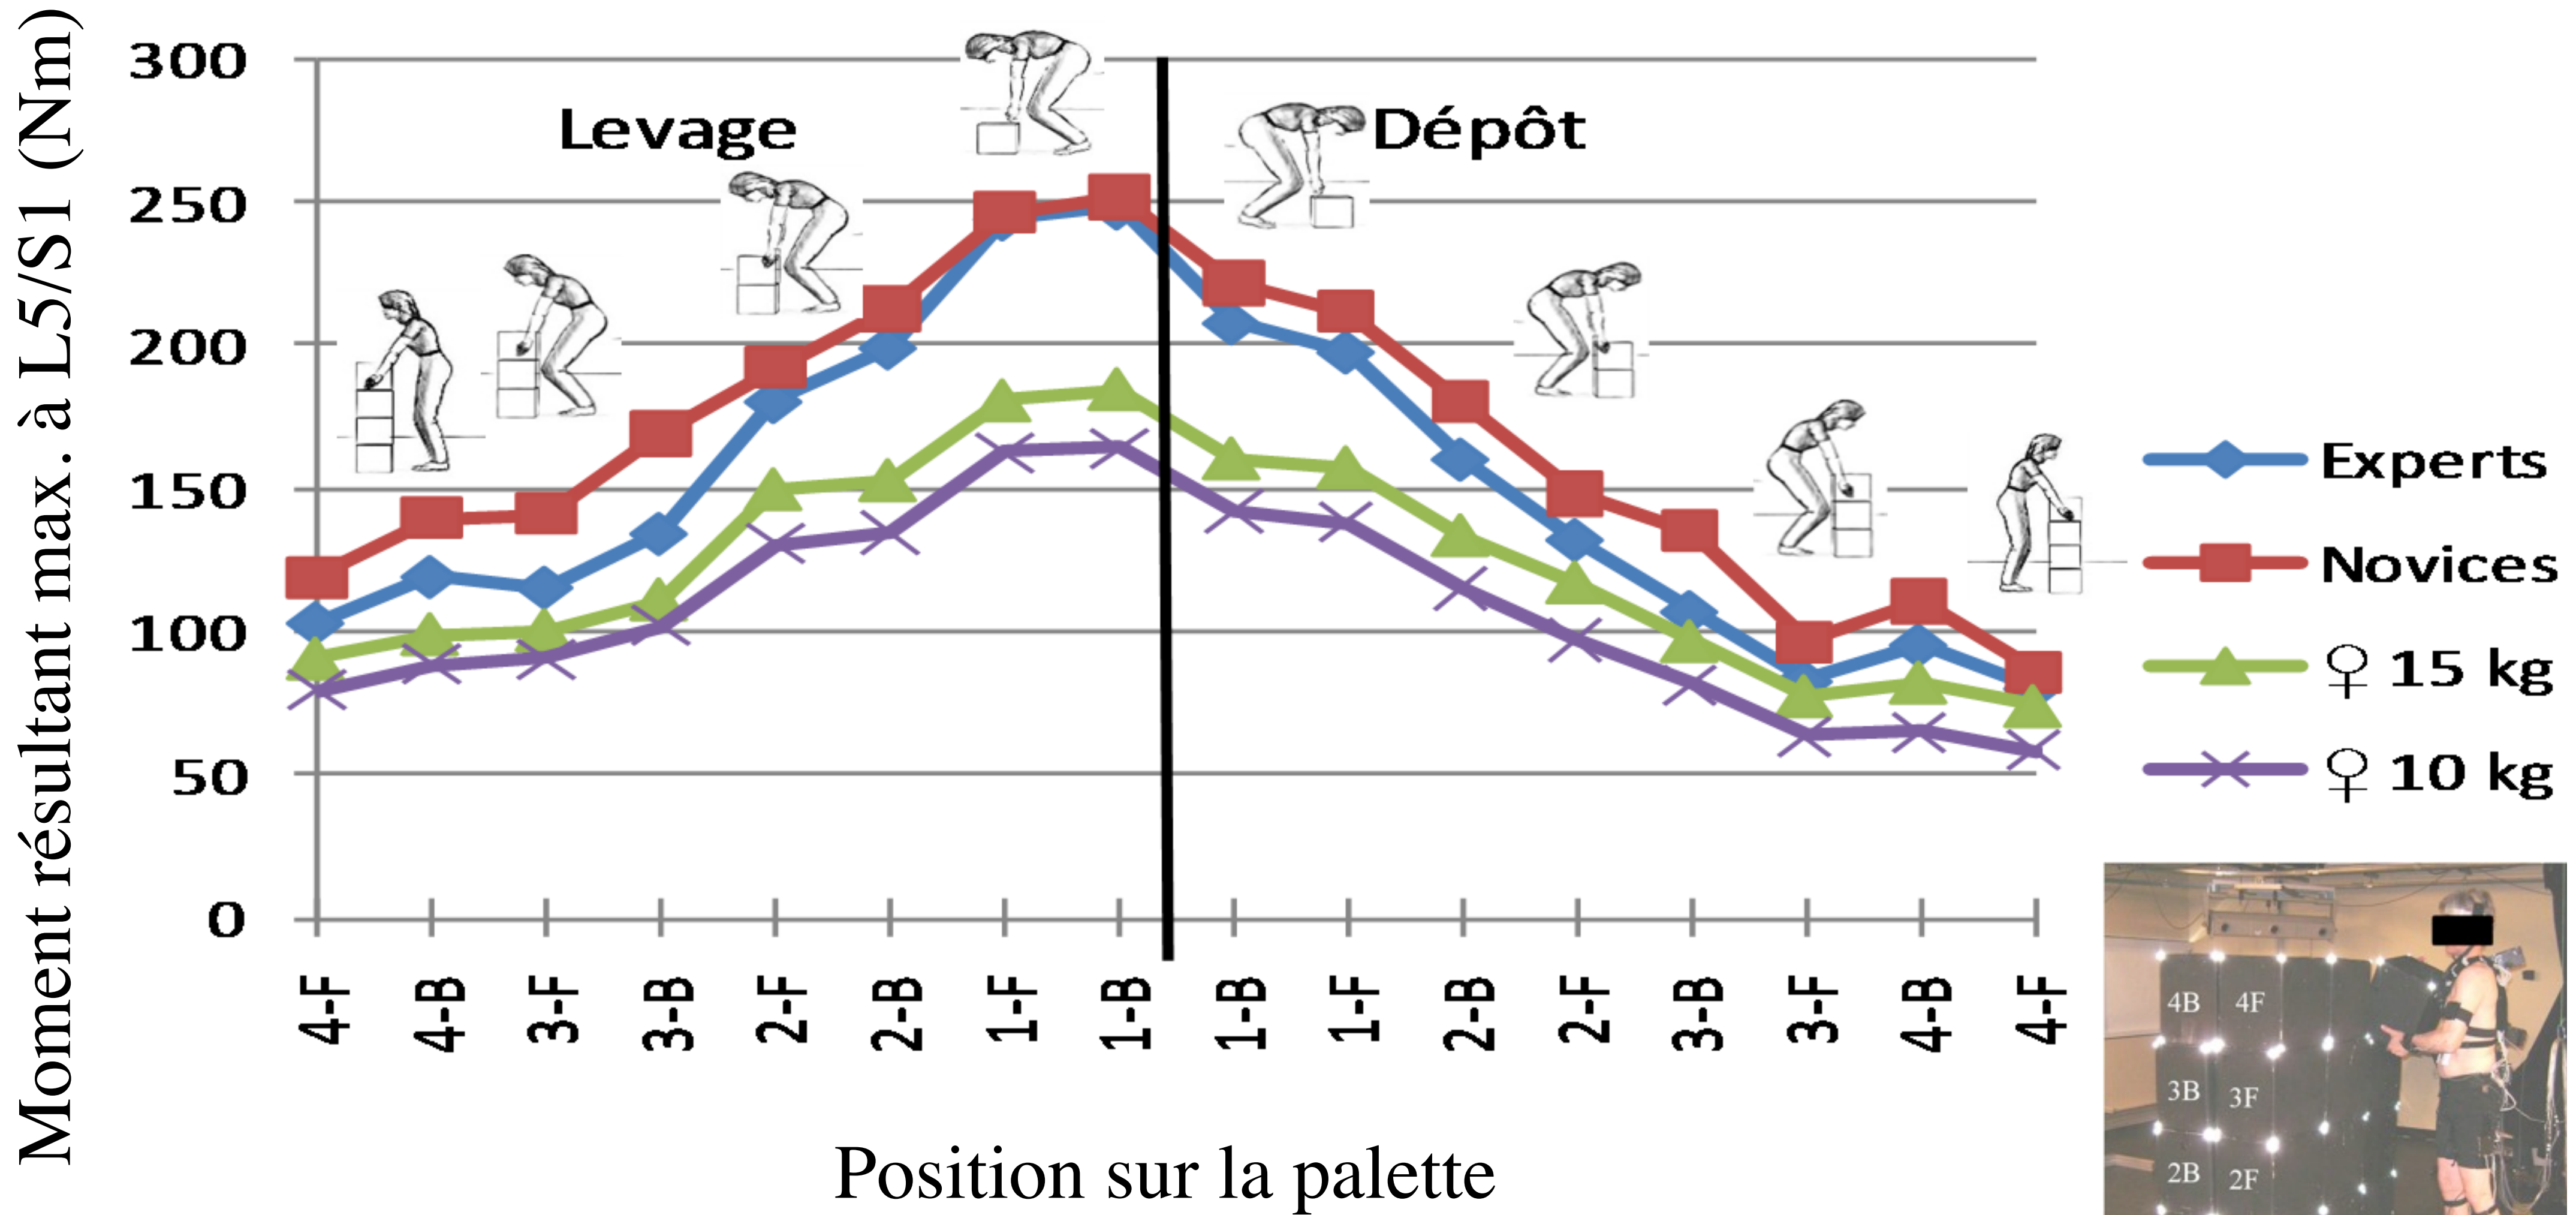 Moment résultant max. à L5/S1 (Nm)
300
250
200
150
100
50
0
Levage
Dépôt
4-F
4-B
3-F
3-B
2-F
2-B
1-F
1-B
1-B
1-F
2-B
2-F
3-B
3-F
4-B
4-F
Position sur la palette
Experts
Novices
♀ 15 kg
♀ 10 kg
4B 4F
3B 3F
2B 2F